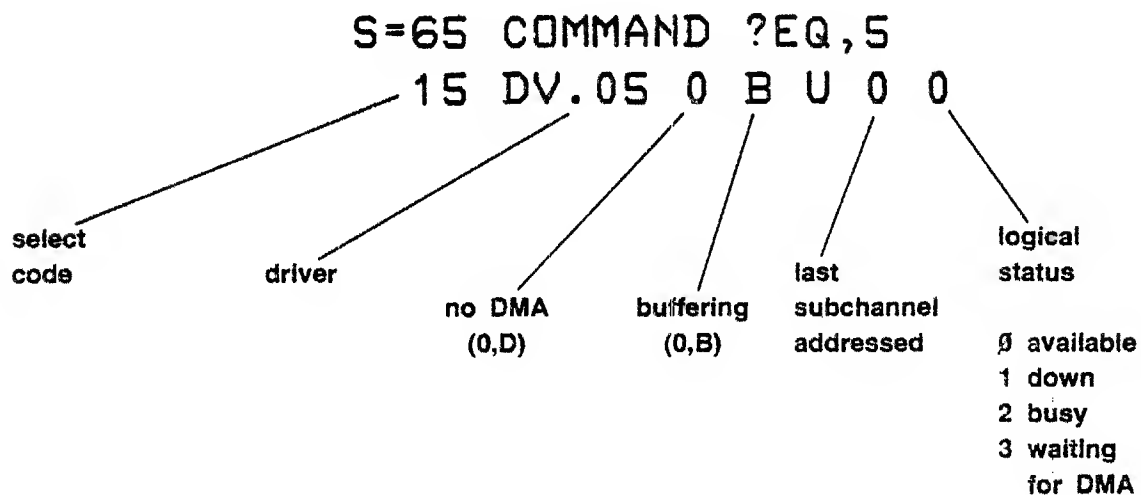 S=65 COMMAND ?EQ,5
15 DV.05 0 B U 0 0
select
code
driver
no DMA
(0,D)
buffering
(0,B)
last
subchannel
addressed
logical
status
0 available
1 down
2 busy
3 waiting
for DMA